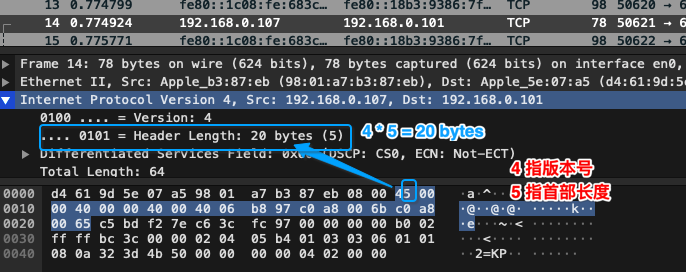 13 0.774799 fe80::1c08:fe:683c… fe80::18b3:9386:7f… TCP 98 50620 →
14 0.774924 192.168.0.107 192.168.0.101 TCP 78 50621 → 6
15 0.775771 fe80::1c08:fe:683c… fe80::18b3:9386:7f… TCP 98 50622 → 6
Frame 14: 78 bytes on wire (624 bits), 78 bytes captured (624 bits) on interface en0,
Ethernet II, Src: Apple_b3:87:eb (98:01:a7:b3:87:eb), Dst: Apple_5e:07:a5 (d4:61:9d:5e
Internet Protocol Version 4, Src: 192.168.0.107, Dst: 192.168.0.101
0100 .... = Version: 4
.... 0101 = Header Length: 20 bytes (5)
4 * 5 = 20 bytes
Differentiated Services Field: (DSCP: CS0, ECN: Not-ECT)
Total Length: 64
4 指版本号
5 指首部长度
0000 d4 61 9d 5e 07 a5 98 01 a7 b3 87 eb 08 00 45 00 ·a·^····
0010 00 40 00 00 40 00 40 06 b8 97 c0 a8 00 6b c0 a8 ·@··@·@· ·····k··
0020 00 65 c5 bd f2 7e c6 3c fc 97 00 00 00 00 b0 02 ·e···~·<
0030 ff ff bc 3c 00 00 02 04 05 b4 01 03 03 06 01 01 ···<····
0040 08 0a 32 3d 4b 50 00 00 00 00 04 02 00 00 ··2=KP·· ······